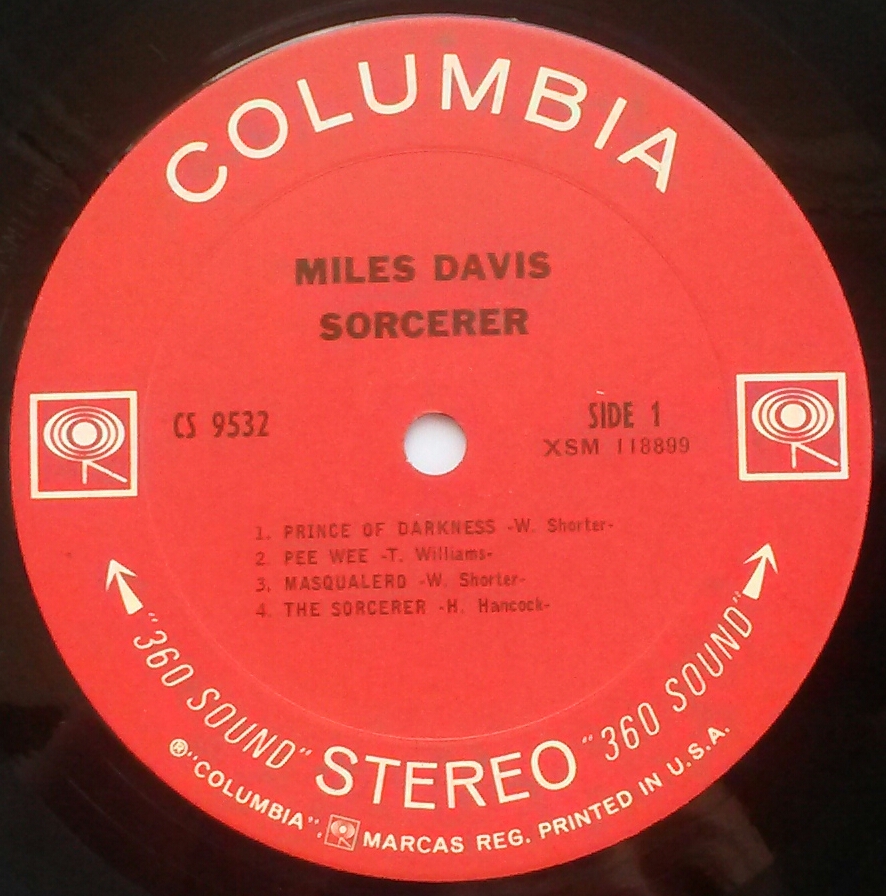 COLUMBIA
MILES DAVIS
SORCERER
CS 9532
SIDE 1
XSM 118899
1. PRINCE OF DARKNESS -W. Shorter-
2. PEE WEE -T. Williams-
3. MASQUALERO -W. Shorter-
4. THE SORCERER -H. Hancock-
"360 SOUND" STEREO "360 SOUND"
® "COLUMBIA", MARCAS REG. PRINTED IN U.S.A.